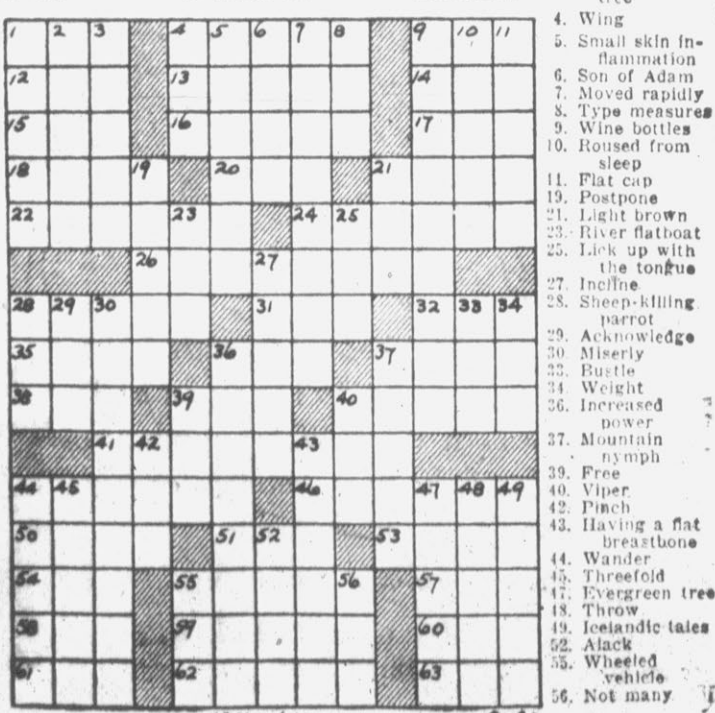 1 2 3 4 5 6 7 8 9 10 11
12 13 14
15 16 17
18 19 20 21
22 23 24 25
26 27
28 29 30 31 32 33 34
35 36 37
38 39 40
41 42 43
44 45 46 47 48 49
50 51 52 53
54 55 56 57
58 59 60
61 62 63
tree
4. Wing
5. Small skin in-
flammation
6. Son of Adam
7. Moved rapidly
8. Type measures
9. Wine bottles
10. Roused from
sleep
11. Flat cap
19. Postpone
21. Light brown
23. River flatboat
25. Lick up with
the tongue
27. Incline
28. Sheep-killing
parrot
29. Acknowledge
30. Miserly
33. Bustle
34. Weight
36. Increased
power
37. Mountain
nymph
39. Free
40. Viper
42. Pinch
43. Having a flat
breastbone
44. Wander
45. Threefold
47. Evergreen tree
48. Throw
49. Icelandic tales
52. Alack
55. Wheeled
vehicle
56. Not many